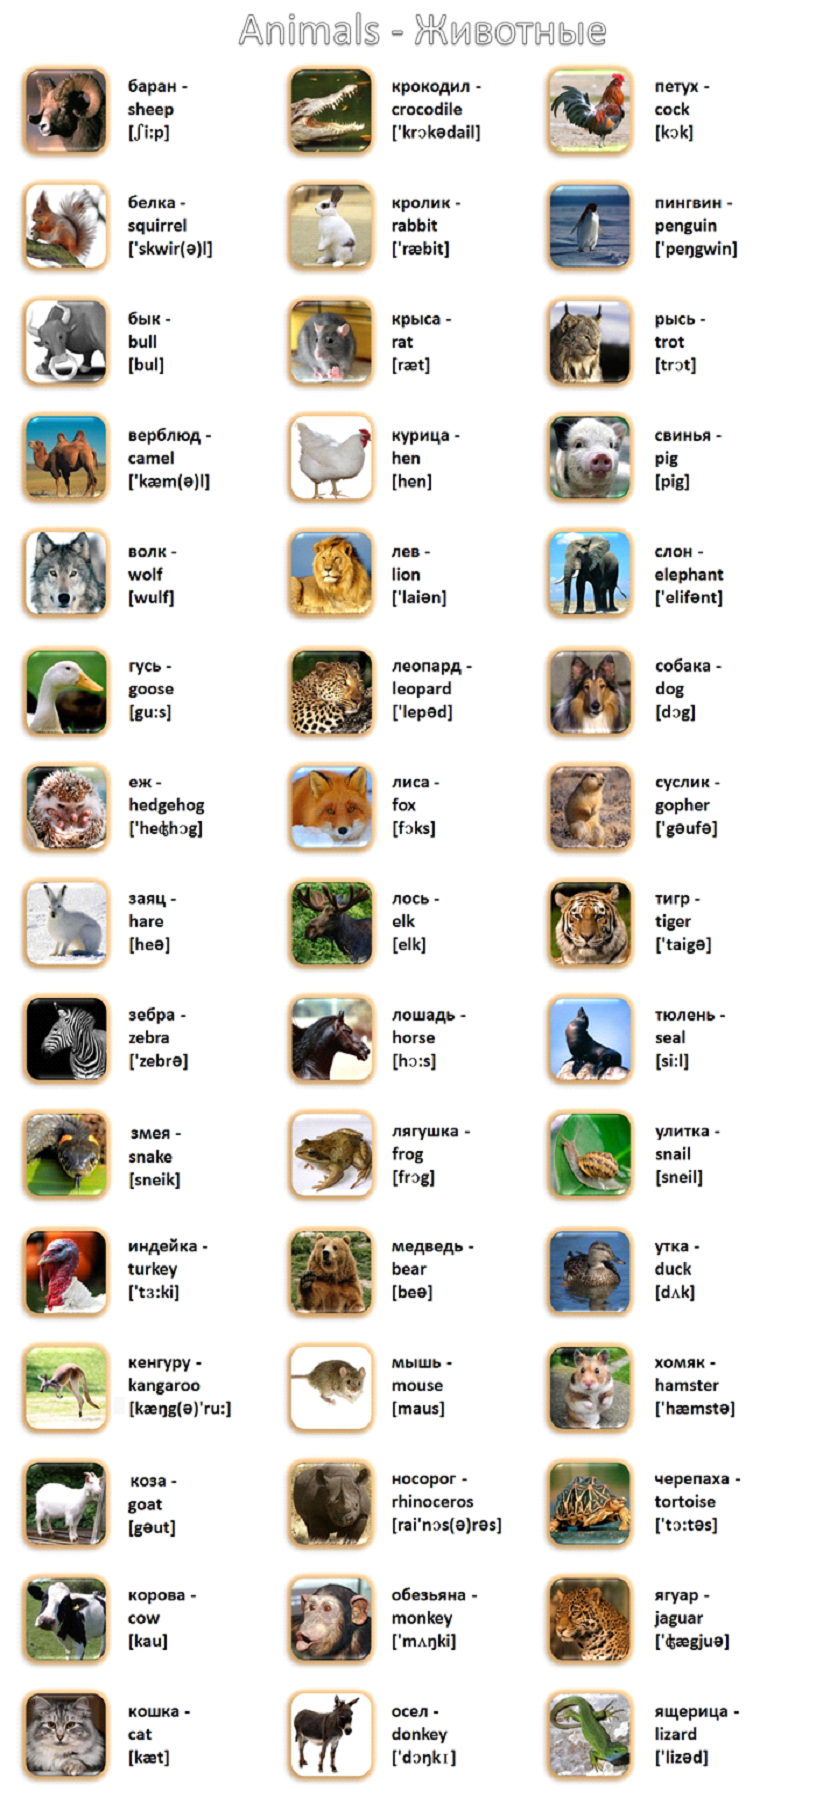 Animals - Животные
баран -
sheep
[ʃi:p]
белка -
squirrel
['skwir(ə)l]
бык -
bull
[bul]
верблюд -
camel
['kæm(ə)l]
волк -
wolf
[wulf]
гусь -
goose
[gu:s]
еж -
hedgehog
['heʤhɔg]
заяц -
hare
[heə]
зебра -
zebra
['zebrə]
змея -
snake
[sneik]
индейка -
turkey
['tɜ:ki]
кенгуру -
kangaroo
[kæŋg(ə)'ru:]
коза -
goat
[gəut]
корова -
cow
[kau]
кошка -
cat
[kæt]
крокодил -
crocodile
['krɔkədail]
кролик -
rabbit
['ræbit]
крыса -
rat
[ræt]
курица -
hen
[hen]
лев -
lion
['laiən]
леопард -
leopard
['lepəd]
лиса -
fox
[fɔks]
лось -
elk
[elk]
лошадь -
horse
[hɔ:s]
лягушка -
frog
[frɔg]
медведь -
bear
[beə]
мышь -
mouse
[maus]
носорог -
rhinoceros
[rai'nɔs(ə)rəs]
обезьяна -
monkey
['mʌŋki]
осел -
donkey
['dɔŋkɪ]
петух -
cock
[kɔk]
пингвин -
penguin
['peŋgwin]
рысь -
trot
[trɔt]
свинья -
pig
[pig]
слон -
elephant
['elifənt]
собака -
dog
[dɔg]
суслик -
gopher
['gəufə]
тигр -
tiger
['taigə]
тюлень -
seal
[si:l]
улитка -
snail
[sneil]
утка -
duck
[dʌk]
хомяк -
hamster
['hæmstə]
черепаха -
tortoise
['tɔ:təs]
ягуар -
jaguar
['ʤægjuə]
ящерица -
lizard
['lizəd]